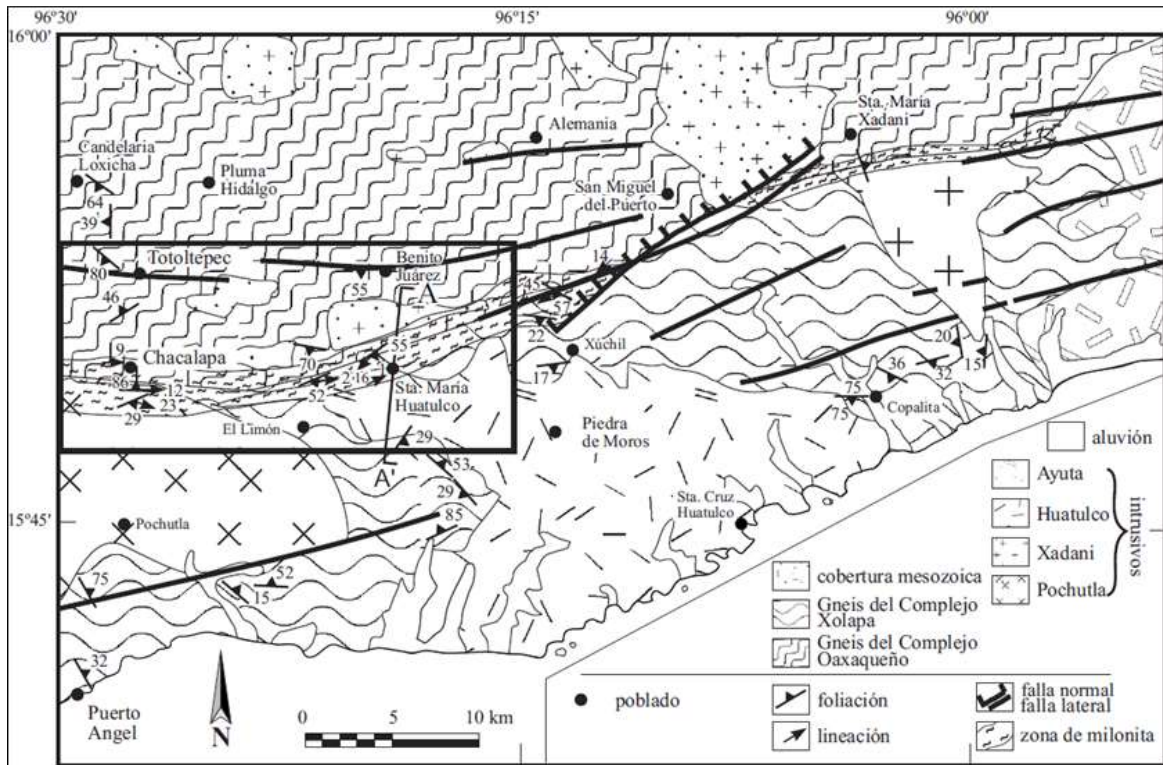 96°30'
96°15'
96°00'
16°00'
Sta. María
Xadani
Alemania
Candelaria
Loxicha
Pluma
Hidalgo
San Miguel
del Puerto
64
39
Totoltepec
80
Benito
Juárez
55
A
14
45
57
46
22
Xúchil
9
Chacalapa
86
12
23
29
70
55
2
16
52
Sta. María
Huatulco
17
20
36
32
15
75
75
Copalita
El Limón
29
A'
53
29
85
Piedra
de Moros
Sta. Cruz
Huatulco
15°45'
Pochutla
75
52
15
32
Puerto
Angel
N
0 5 10 km
aluvión
Ayuta
Huatulco
Xadani
Pochutla
intrusivos
cobertura mesozoica
Gneis del Complejo
Xolapa
Gneis del Complejo
Oaxaqueño
poblado
foliación
lineación
falla normal
falla lateral
zona de milonita